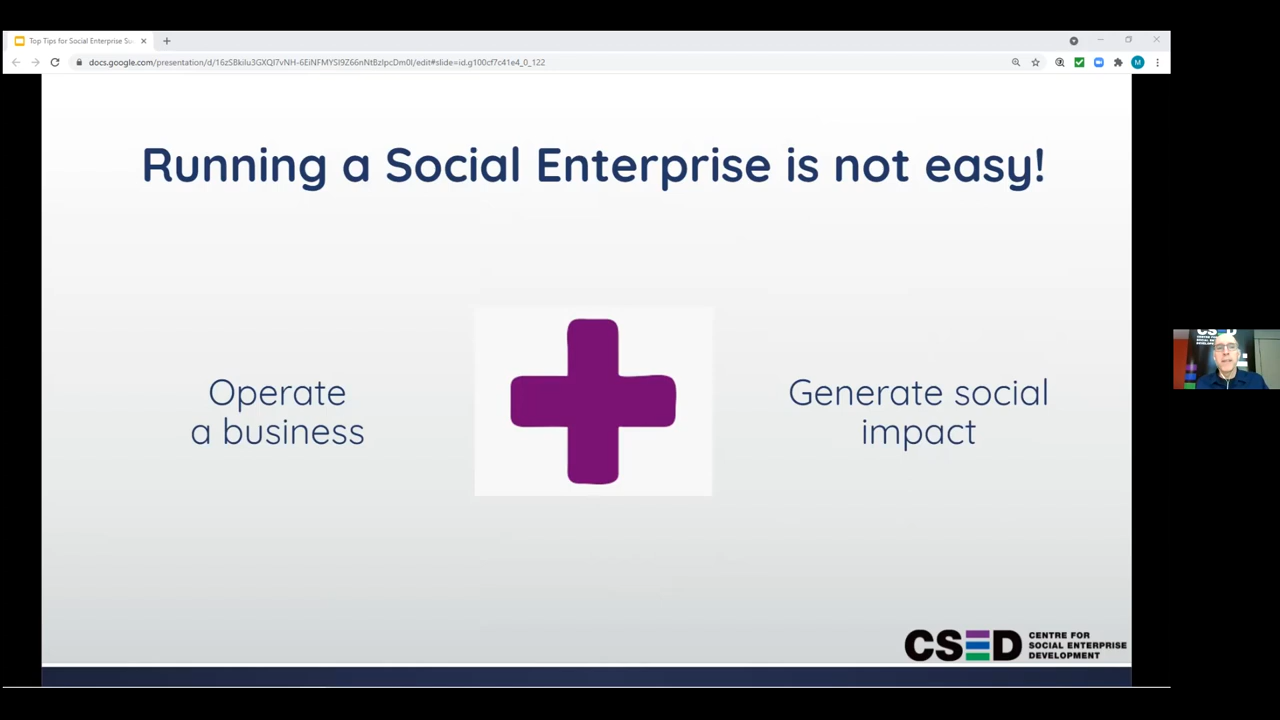 Top Tips for Social Enterprise Su
docs.google.com/presentation/d/16zSBkilu3GXQI7vNH-6EiNFMYSI9Z66nNtBzIpcDm0I/edit#slide=id.g100cf7c41e4_0_122
M
Running a Social Enterprise is not easy!
Operate
a business
Generate social
impact
CSED
CENTRE FOR
SOCIAL ENTERPRISE
DEVELOPMENT